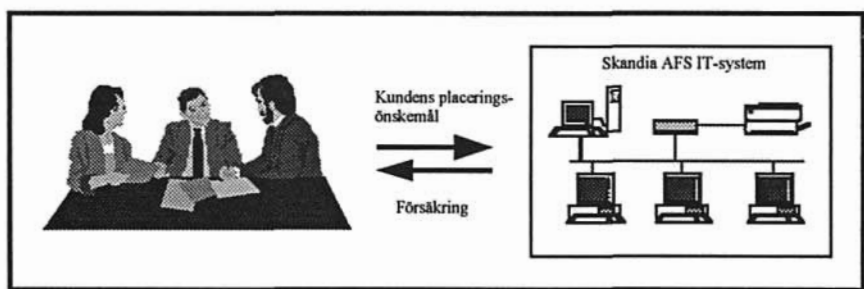 Skandia AFS IT-system
Kundens placerings-
önskemål
Försäkring